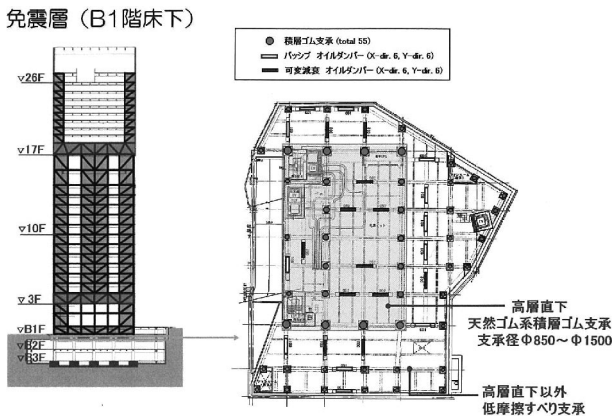 免震層 (B1階床下)
積層ゴム支承 (total 55)
パッシブ オイルダンパー (X-dir. 6, Y-dir. 6)
可変減衰 オイルダンパー (X-dir. 6, Y-dir. 6)
▽26F
▽17F
▽10F
▽3F
▽B1F
▽B2F
▽B3F
高層直下
天然ゴム系積層ゴム支承
支承径Φ850～Φ1500
高層直下以外
低摩擦すべり支承